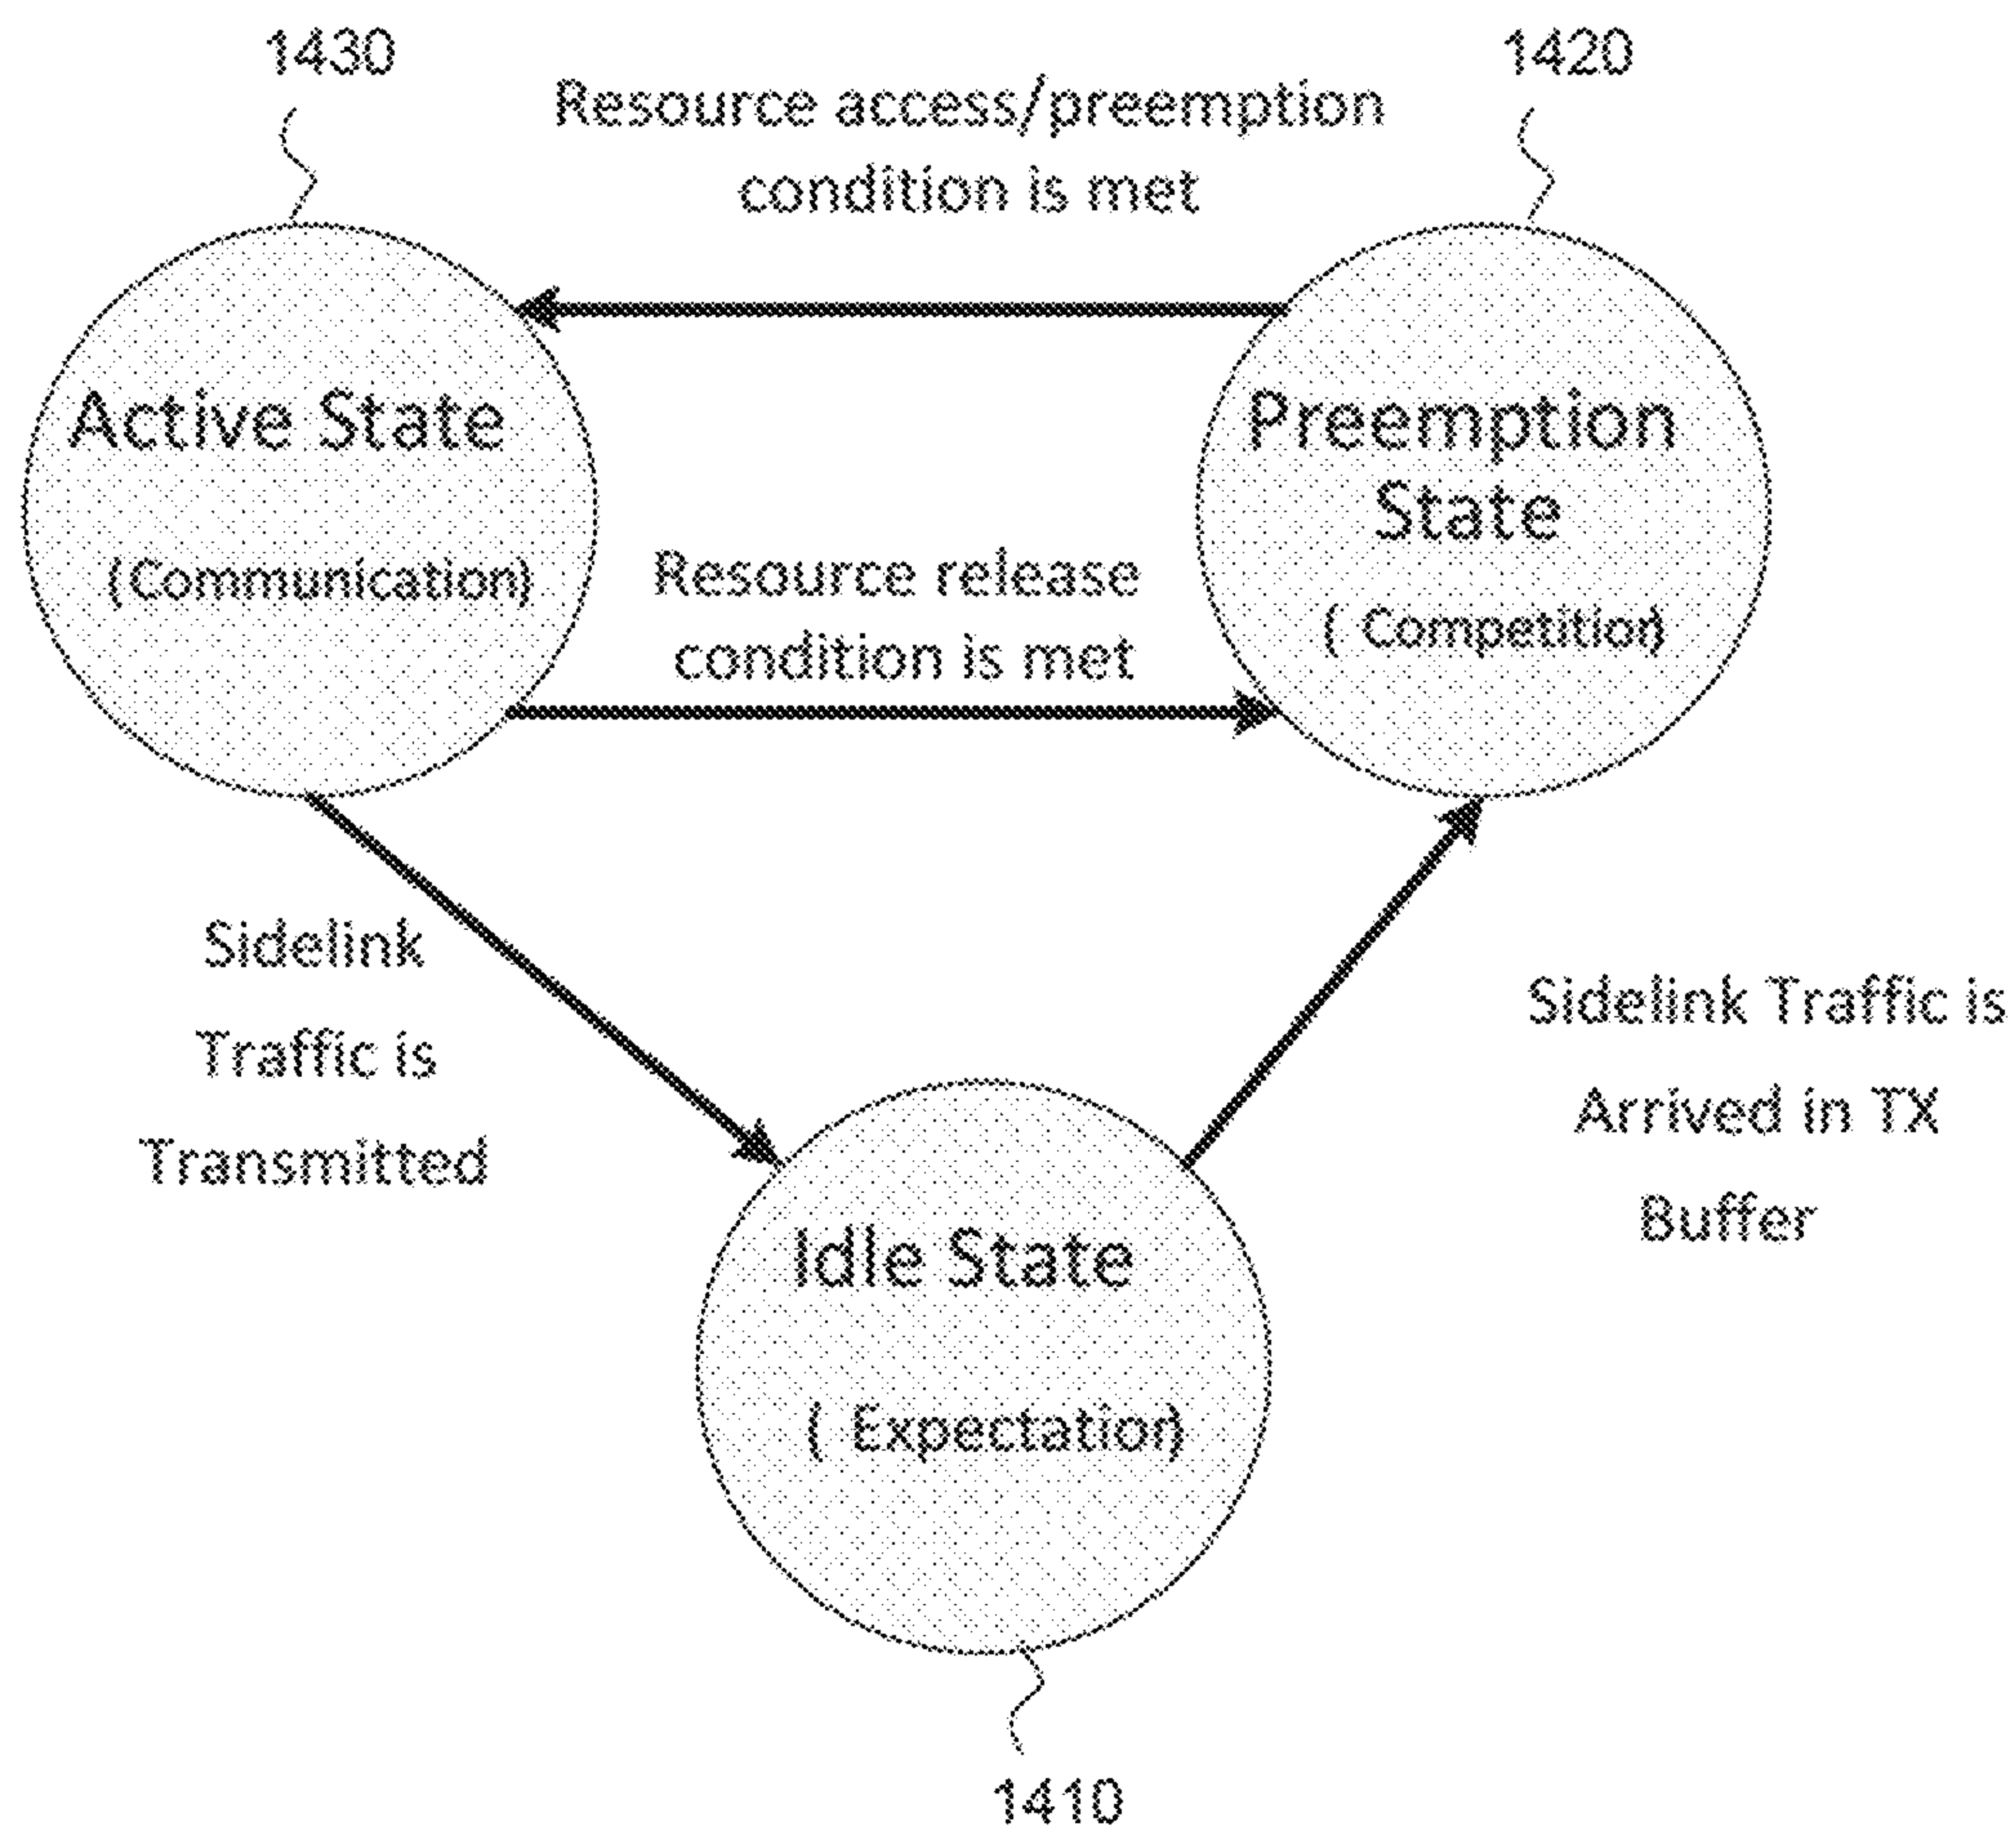 1430
1420
Resource access/preemption
condition is met
Active State
(Communication)
Preemption
State
( Competition)
Resource release
condition is met
Sidelink
Traffic is
Transmitted
Sidelink Traffic is
Arrived in TX
Buffer
Idle State
( Expectation)
1410